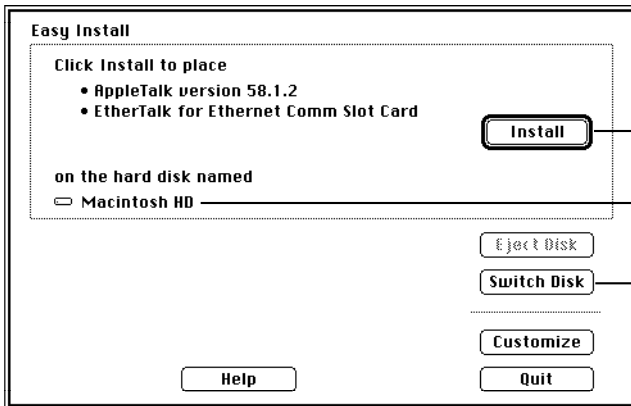 Easy Install
Click Install to place
• AppleTalk version 58.1.2
• EtherTalk for Ethernet Comm Slot Card
Install
on the hard disk named
Macintosh HD
Eject Disk
Switch Disk
Customize
Help
Quit